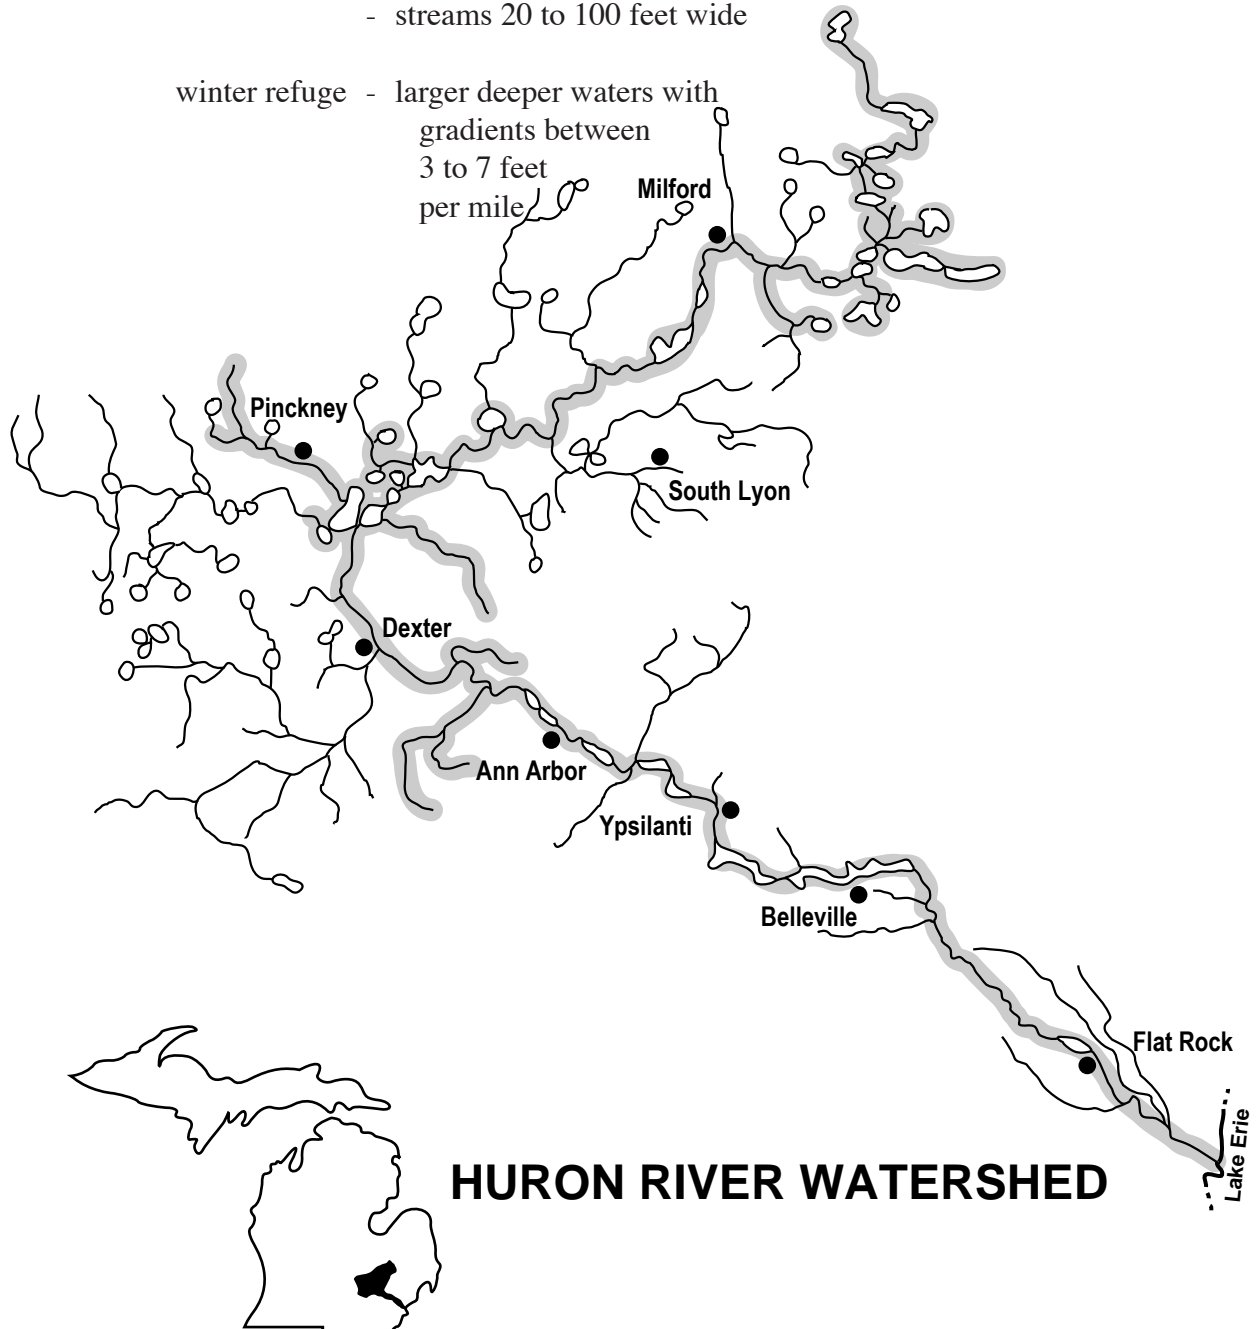 - streams 20 to 100 feet wide
winter refuge - larger deeper waters with
gradients between
3 to 7 feet
per mile
Milford
Pinckney
South Lyon
Dexter
Ann Arbor
Ypsilanti
Belleville
Flat Rock
Lake Erie
HURON RIVER WATERSHED